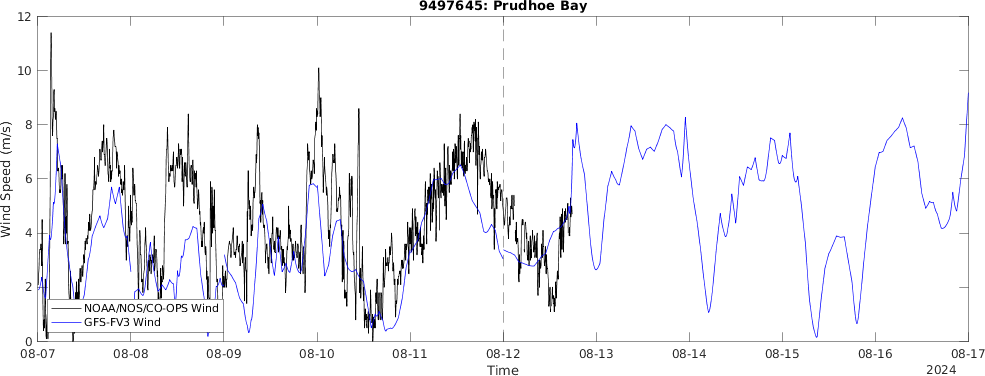 9497645: Prudhoe Bay
Wind Speed (m/s)
12
10
8
6
4
2
0
NOAA/NOS/CO-OPS Wind
GFS-FV3 Wind
08-07 08-08 08-09 08-10 08-11 08-12 08-13 08-14 08-15 08-16 08-17
Time
2024